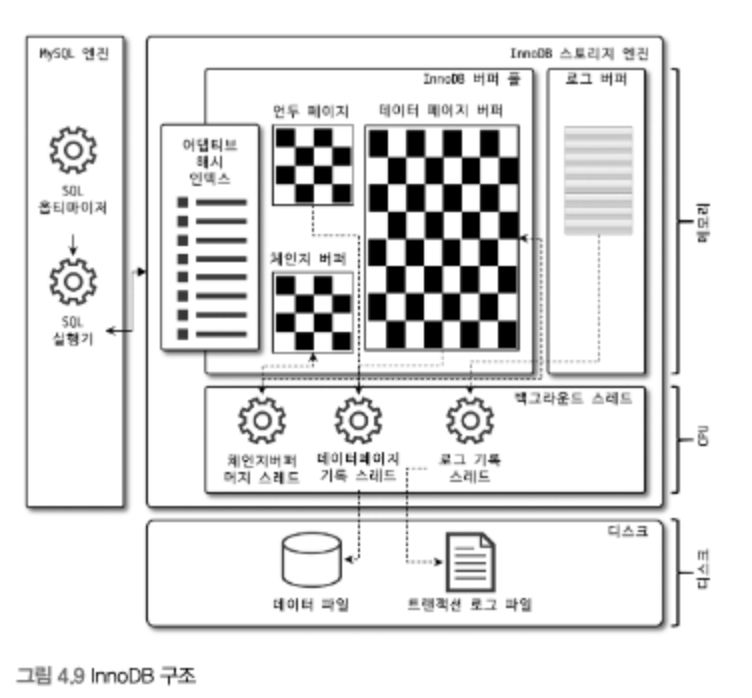 MySQL 엔진
SQL
옵티마이저
SQL
실행기
InnoDB 스토리지 엔진
InnoDB 버퍼 풀
어댑티브
해시
인덱스
언두 페이지
데이터 페이지 버퍼
체인지 버퍼
로그 버퍼
메모리
백그라운드 스레드
체인지버퍼
머지 스레드
데이터페이지
기록 스레드
로그 기록
스레드
CPU
디스크
데이터 파일
트랜잭션 로그 파일
디스크
그림 4.9 InnoDB 구조